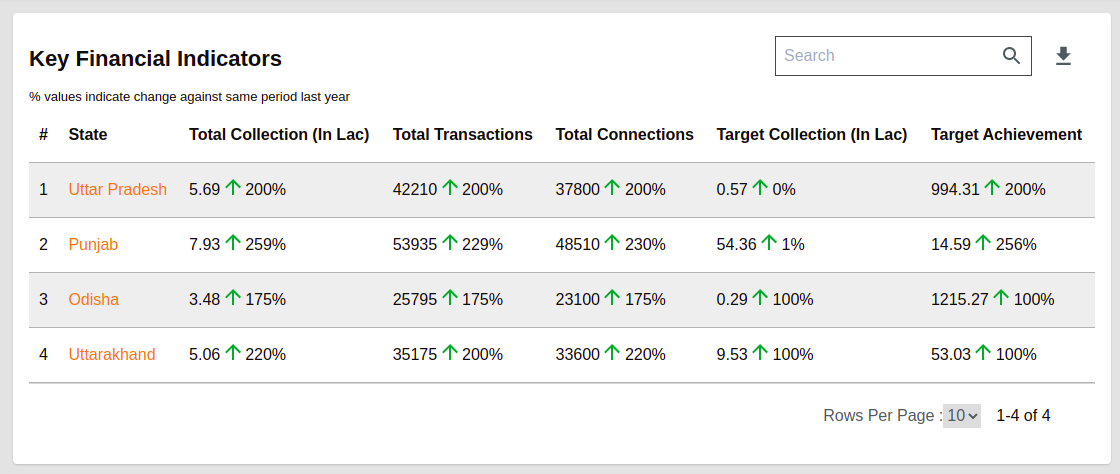 Key Financial Indicators
Search
% values indicate change against same period last year
# State Total Collection (In Lac) Total Transactions Total Connections Target Collection (In Lac) Target Achievement
1 Uttar Pradesh 5.69 ↑ 200% 42210 ↑ 200% 37800 ↑ 200% 0.57 ↑ 0% 994.31 ↑ 200%
2 Punjab 7.93 ↑ 259% 53935 ↑ 229% 48510 ↑ 230% 54.36 ↑ 1% 14.59 ↑ 256%
3 Odisha 3.48 ↑ 175% 25795 ↑ 175% 23100 ↑ 175% 0.29 ↑ 100% 1215.27 ↑ 100%
4 Uttarakhand 5.06 ↑ 220% 35175 ↑ 200% 33600 ↑ 220% 9.53 ↑ 100% 53.03 ↑ 100%
Rows Per Page : 10 1-4 of 4